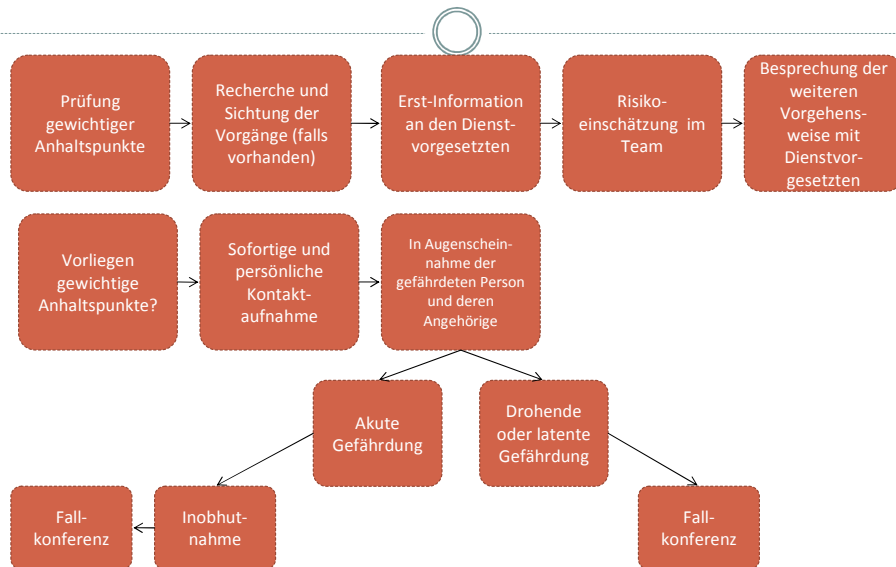 Prüfung
gewichtiger
Anhaltspunkte
Recherche und
Sichtung der
Vorgänge (falls
vorhanden)
Erst-Information
an den Dienst-
vorgesetzten
Risiko-
einschätzung im
Team
Besprechung der
weiteren
Vorgehens-
weise mit
Dienstvor-
gesetzten
Vorliegen
gewichtige
Anhaltspunkte?
Sofortige und
persönliche
Kontakt-
aufnahme
In Augenschein-
nahme der
gefährdeten Person
und deren
Angehörige
Akute
Gefährdung
Drohende
oder latente
Gefährdung
Fall-
konferenz
Inobhut-
nahme
Fall-
konferenz